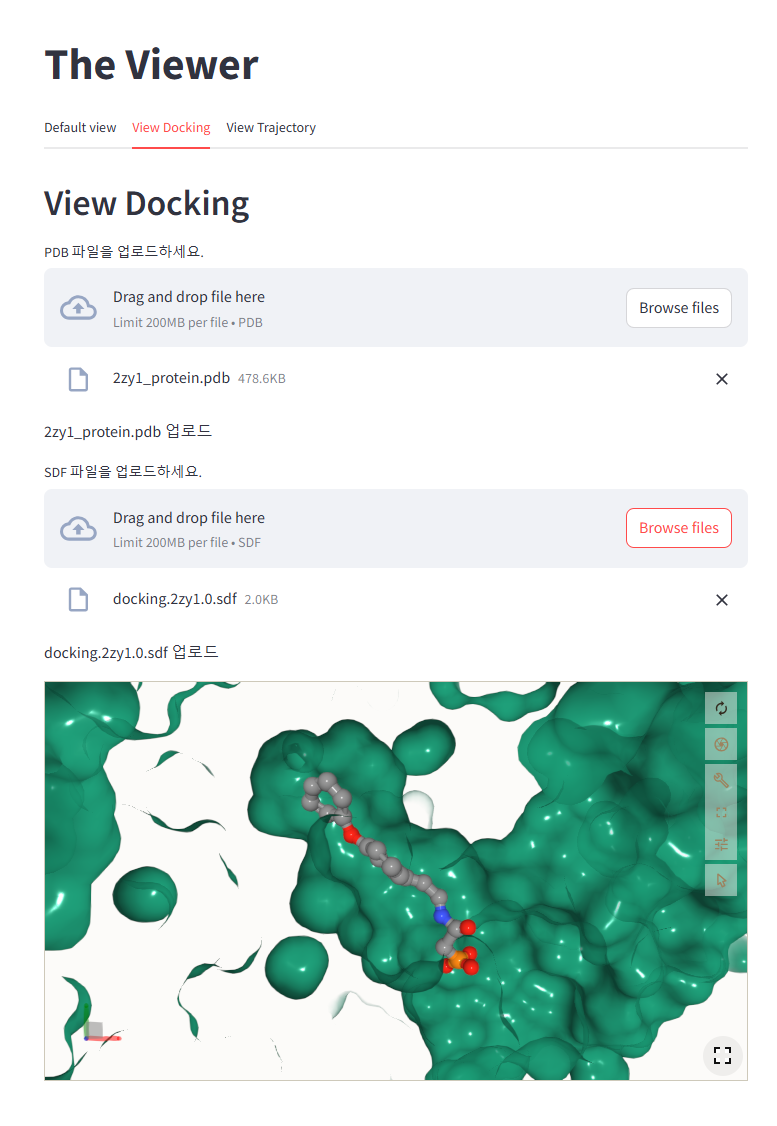 The Viewer
Default view View Docking View Trajectory
View Docking
PDB 파일을 업로드하세요.
Drag and drop file here
Limit 200MB per file • PDB
Browse files
2zy1_protein.pdb 478.6KB
2zy1_protein.pdb 업로드
SDF 파일을 업로드하세요.
Drag and drop file here
Limit 200MB per file • SDF
Browse files
docking.2zy1.0.sdf 2.0KB
docking.2zy1.0.sdf 업로드